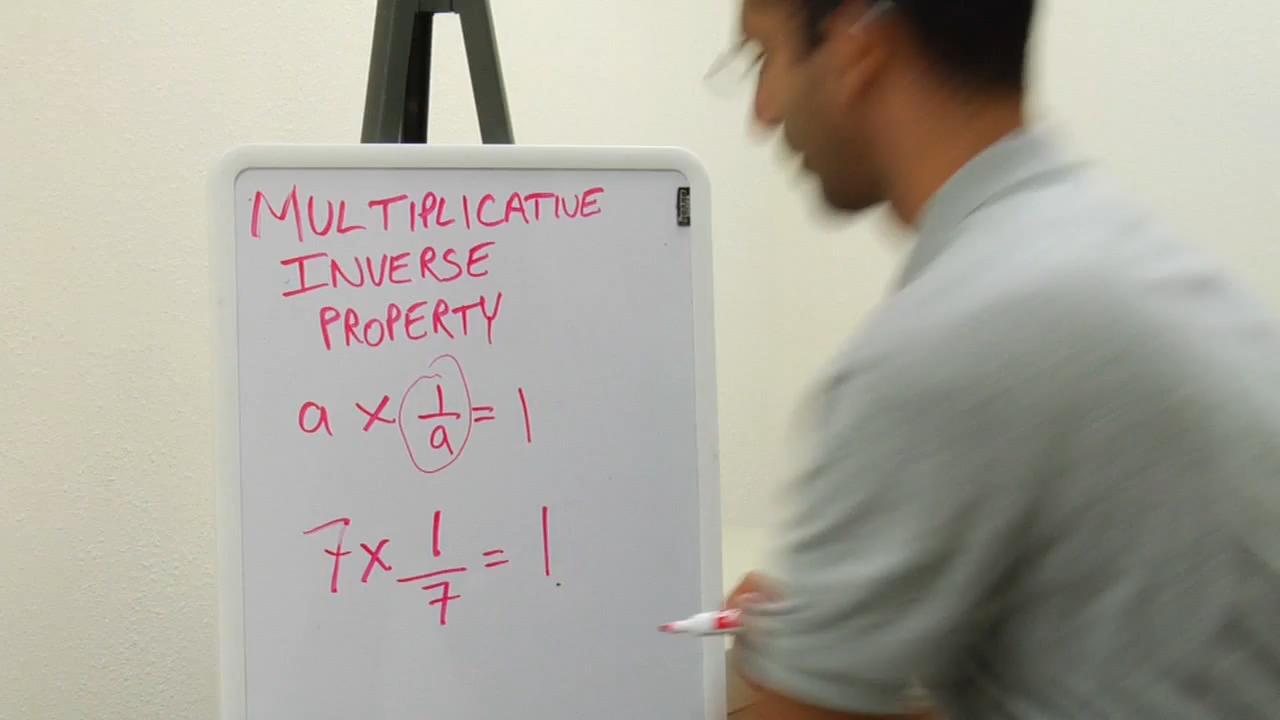 MULTIPLICATIVE
INVERSE
PROPERTY
a × 1/a = 1
7 × 1/7 = 1